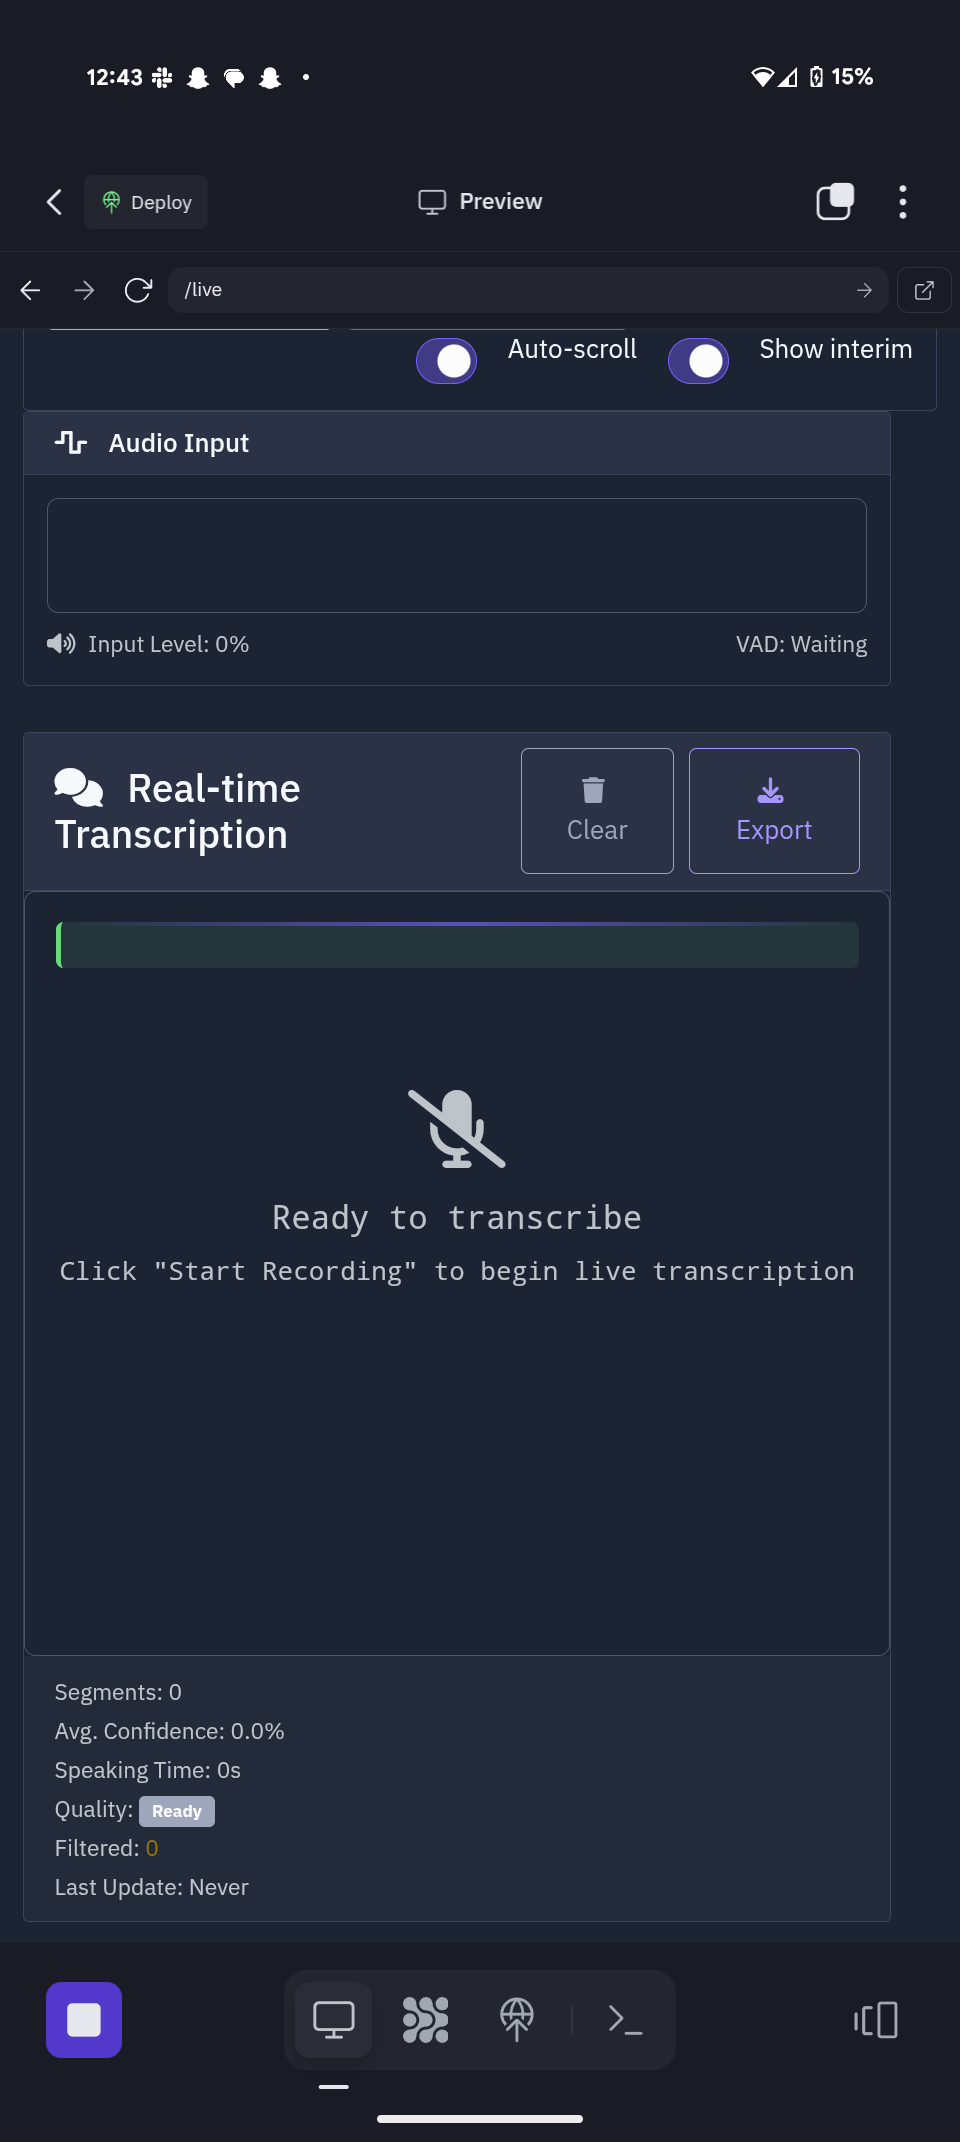 12:43
15%
Deploy
Preview
/live
Auto-scroll
Show interim
Audio Input
Input Level: 0%
VAD: Waiting
Real-time
Transcription
Clear
Export
Ready to transcribe
Click "Start Recording" to begin live transcription
Segments: 0
Avg. Confidence: 0.0%
Speaking Time: 0s
Quality: Ready
Filtered: 0
Last Update: Never